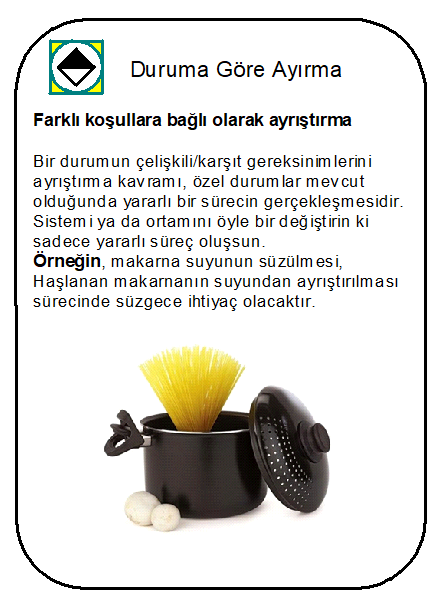 Duruma Göre Ayırma
Farklı koşullara bağlı olarak ayrıştırma
Bir durumun çelişkili/karşıt gereksinimlerini
ayrıştırma kavramı, özel durumlar mevcut
olduğunda yararlı bir sürecin gerçekleşmesidir.
Sistemi ya da ortamını öyle bir değiştirin ki
sadece yararlı süreç oluşsun.
Örneğin, makarna suyunun süzülmesi,
Haşlanan makarnanın suyundan ayrıştırılması
sürecinde süzgece ihtiyaç olacaktır.